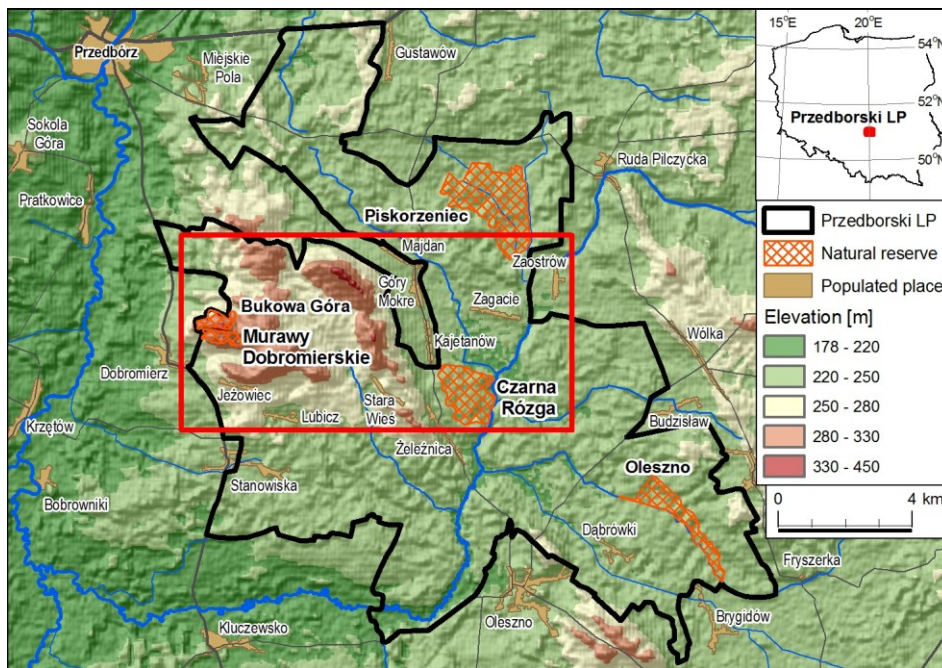 Przedbórz
Miejskie
Pola
Gustawów
Sokola
Góra
Pratkowice
Ruda Pilczycka
Piskorzeniec
Majdan
Zaostrów
Góry
Mokre
Zagacie
Bukowa Góra
Murawy
Dobromierskie
Kajetanów
Wólka
Dobromierz
Jeżowiec
Lubicz
Stara
Wieś
Czarna
Rózga
Krzętów
Żeleźnica
Budzisław
Oleszno
Stanowiska
Bobrowniki
Dąbrówki
Fryszerka
Oleszno
Brygidów
Kluczewsko
15°E
20°E
54°N
52°N
50°N
Przedborski LP
Przedborski LP
Natural reserve
Populated place
Elevation [m]
178 - 220
220 - 250
250 - 280
280 - 330
330 - 450
0 4 km